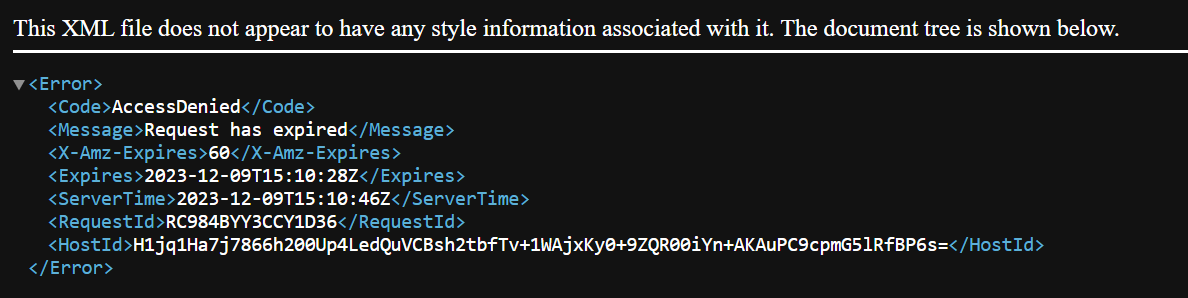 This XML file does not appear to have any style information associated with it. The document tree is shown below.
▼<Error>
<Code>AccessDenied</Code>
<Message>Request has expired</Message>
<X-Amz-Expires>60</X-Amz-Expires>
<Expires>2023-12-09T15:10:28Z</Expires>
<ServerTime>2023-12-09T15:10:46Z</ServerTime>
<RequestId>RC984BYY3CCY1D36</RequestId>
<HostId>H1jq1Ha7j7866h200Up4LedQuVCBsh2tbfTv+1WAjxKy0+9ZQR00iYn+AKAuPC9cpmG5lRfBP6s=</HostId>
</Error>